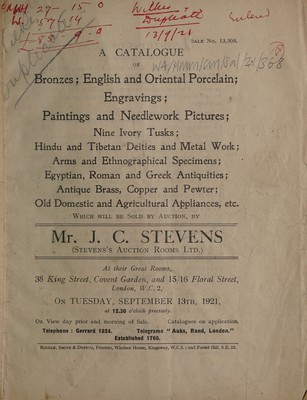 Sale No. 13,308.
A CATALOGUE
OF
Bronzes; English and Oriental Porcelain;
Engravings;
Paintings and Needlework Pictures;
Nine Ivory Tusks;
Hindu and Tibetan Deities and Metal Work;
Arms and Ethnographical Specimens;
Egyptian, Roman and Greek Antiquities;
Antique Brass, Copper and Pewter;
Old Domestic and Agricultural Appliances, etc.
Which will be Sold by Auction, by
Mr. J. C. STEVENS
(STEVENS'S AUCTION ROOMS LTD.)
At their Great Rooms,
38 King Street, Covent Garden, and 15/16 Floral Street,
London, W.C. 2,
On TUESDAY, SEPTEMBER 13th, 1921,
at 12.30 o'clock precisely.
On View day prior and morning of Sale. Catalogues on application.
Telephone: Gerrard 1824. Telegrams "Auks, Rand, London."
Established 1760.